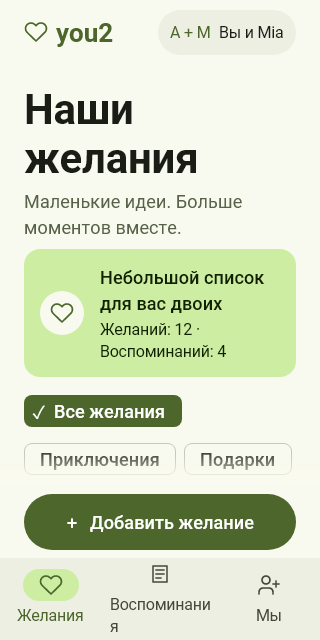 you2
A + M Вы и Mia
Наши
желания
Маленькие идеи. Больше
моментов вместе.
Небольшой список
для вас двоих
Желаний: 12 ·
Воспоминаний: 4
✓ Все желания
Приключения Подарки
+ Добавить желание
Желания
Воспоминани
я
Мы